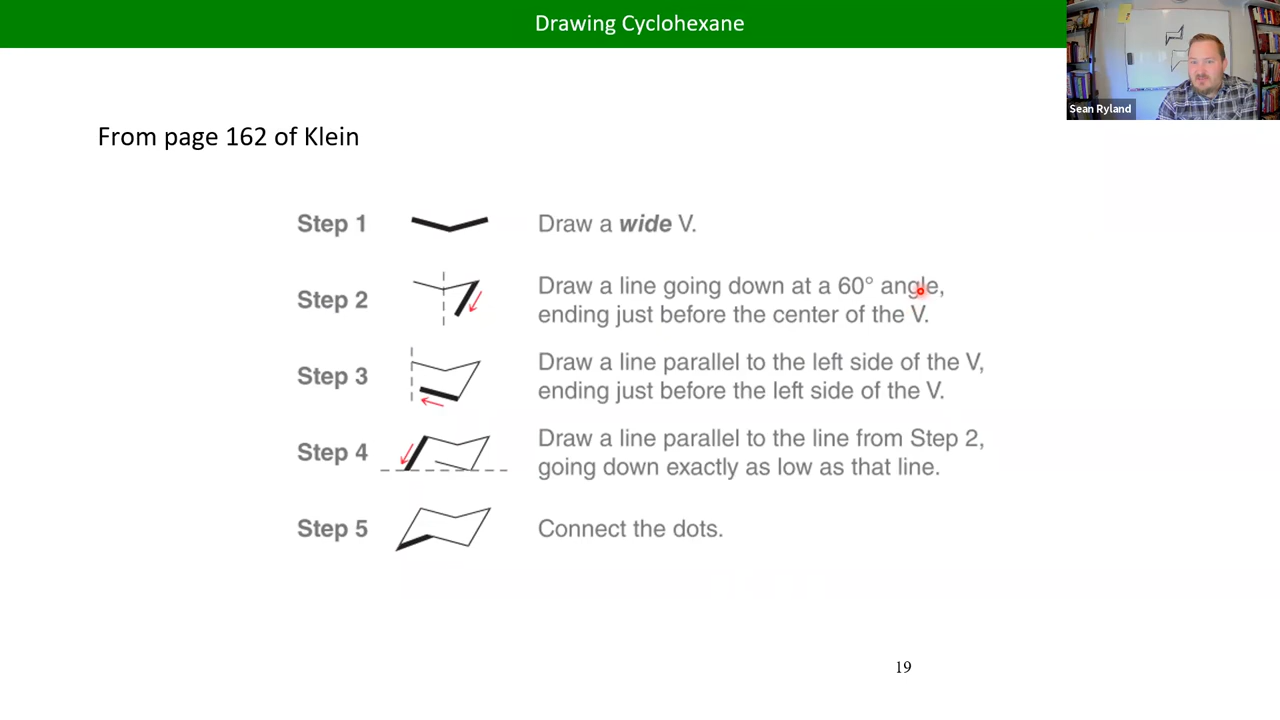 Drawing Cyclohexane
Sean Ryland
From page 162 of Klein
Step 1 Draw a wide V.
Step 2 Draw a line going down at a 60° angle,
ending just before the center of the V.
Step 3 Draw a line parallel to the left side of the V,
ending just before the left side of the V.
Step 4 Draw a line parallel to the line from Step 2,
going down exactly as low as that line.
Step 5 Connect the dots.
19